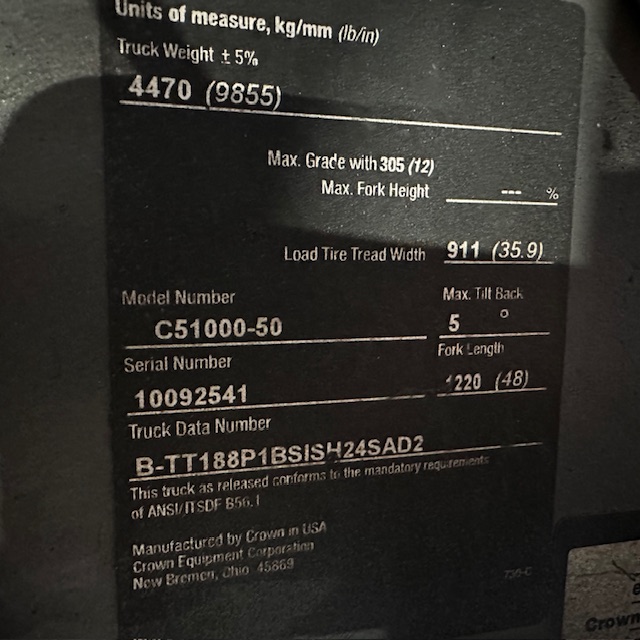 Units of measure, kg/mm (lb/in)
Truck Weight ± 5%
4470 (9855)
Max. Grade with 305 (12)
Max. Fork Height --- %
Load Tire Tread Width 911 (35.9)
Model Number
C51000-50
Max. Tilt Back
5 °
Serial Number
10092541
Fork Length
1220 (48)
Truck Data Number
B-TT188P1BSISH24SAD2
This truck as released conforms to the mandatory requirements
of ANSI/ITSDF B56.1
Manufactured by Crown in USA
Crown Equipment Corporation
New Bremen, Ohio 45869
Crown